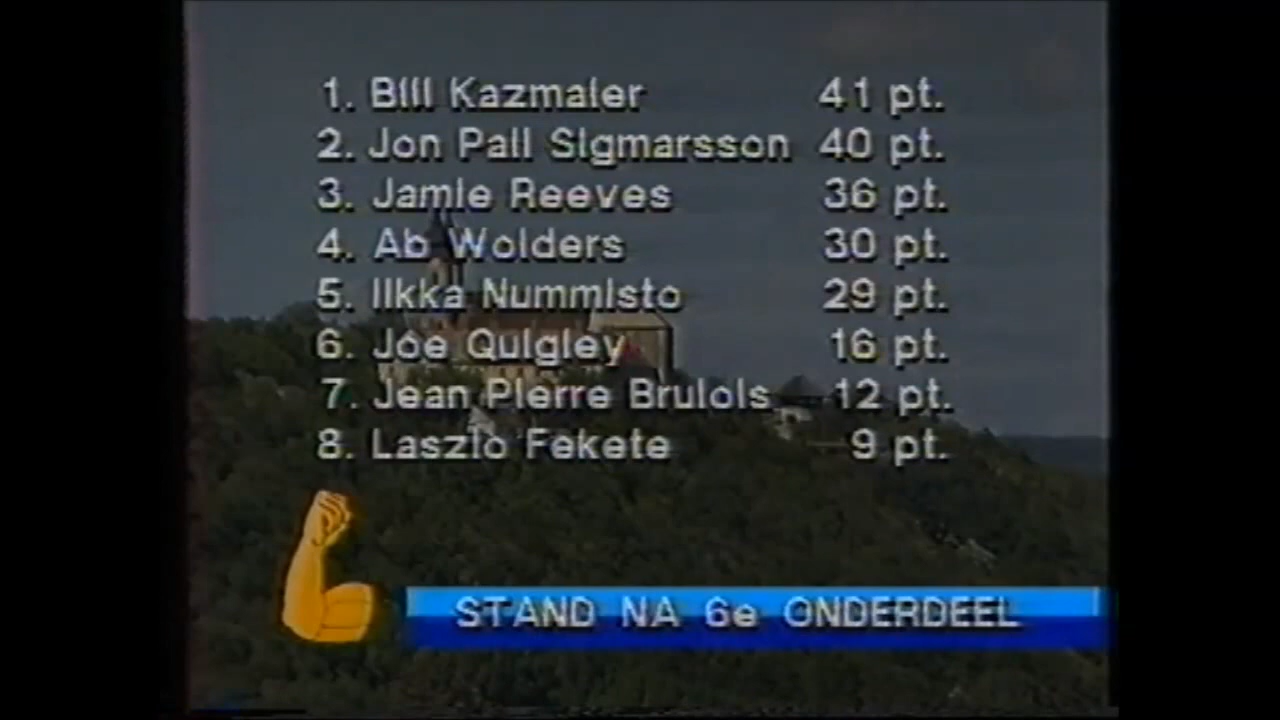 1. Bill Kazmaier 41 pt.
2. Jon Pall Sigmarsson 40 pt.
3. Jamie Reeves 36 pt.
4. Ab Wolders 30 pt.
5. Ilkka Nummisto 29 pt.
6. Joe Quigley 16 pt.
7. Jean Pierre Brulois 12 pt.
8. Laszlo Fekete 9 pt.
STAND NA 6e ONDERDEEL